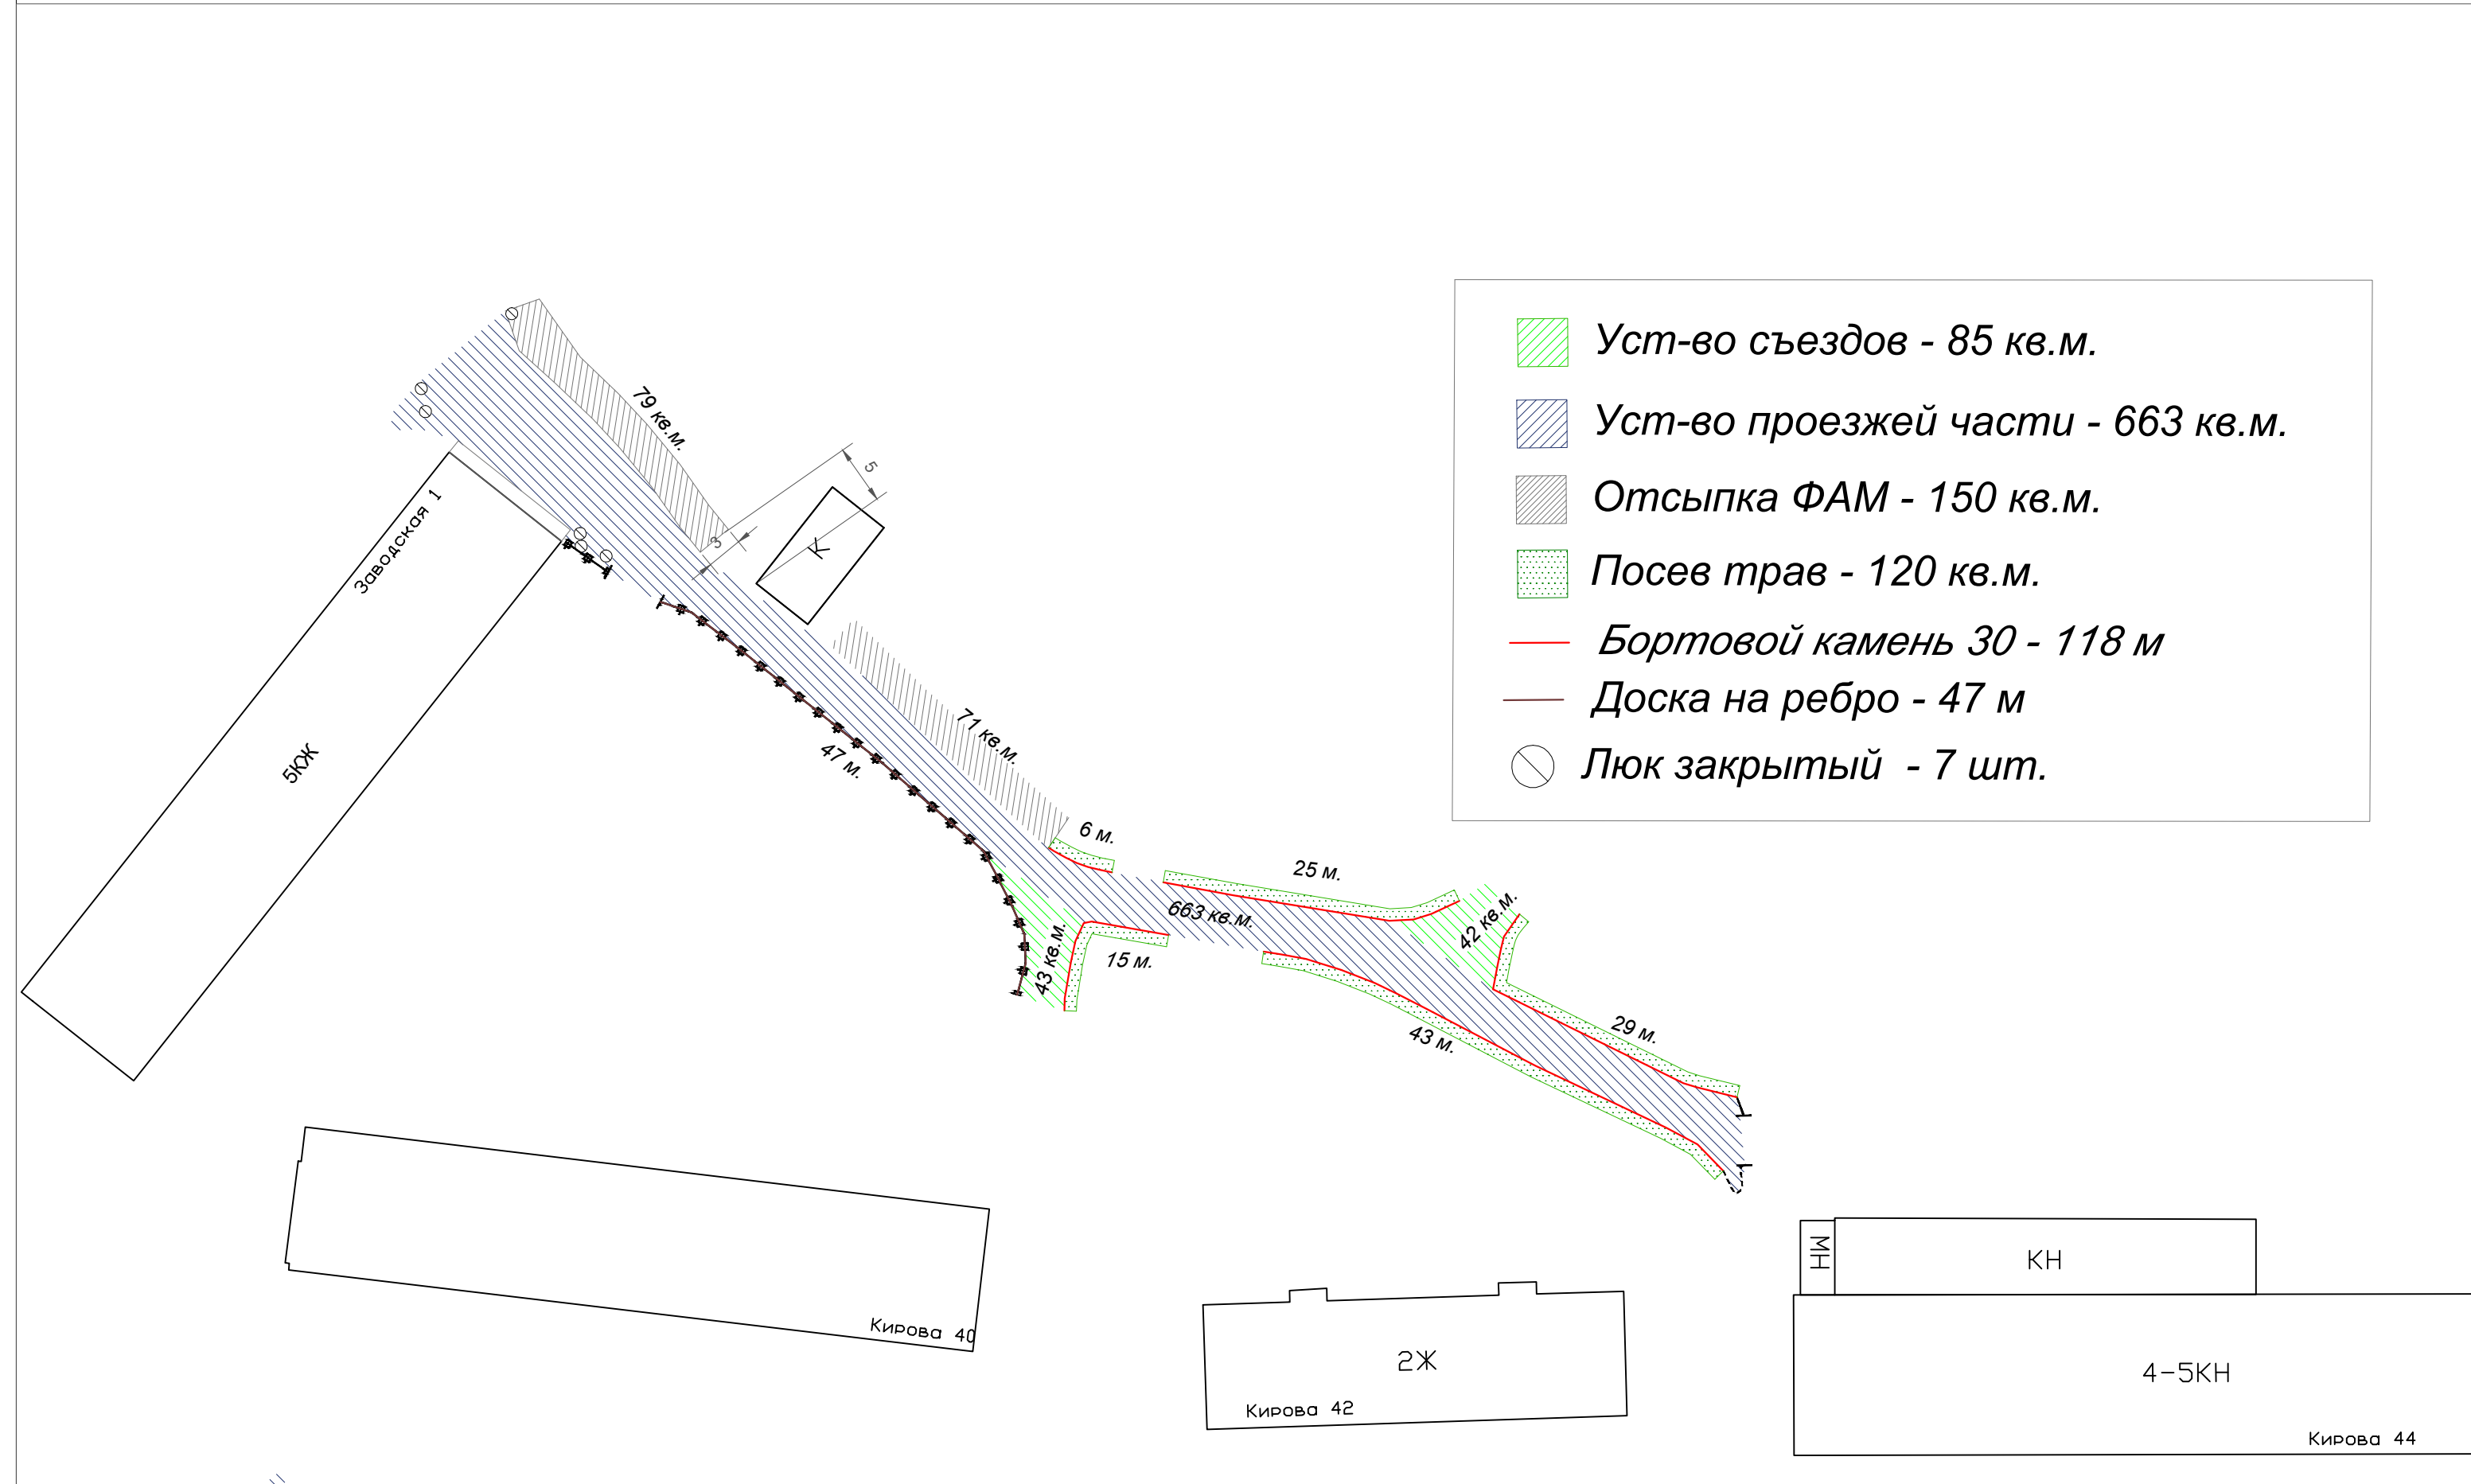 Уст-во съездов - 85 кв.м.
Уст-во проезжей части - 663 кв.м.
Отсыпка ФАМ - 150 кв.м.
Посев трав - 120 кв.м.
Бортовой камень 30 - 118 м
Доска на ребро - 47 м
Люк закрытый - 7 шт.
79 кв.м.
5
3
К
Заводская 1
5КЖ
71 кв.м.
47 м.
6 м.
25 м.
663 кв.м.
42 кв.м.
43 кв.м.
15 м.
29 м.
43 м.
Кирова 40
2Ж
Кирова 42
МН
КН
4-5КН
Кирова 44